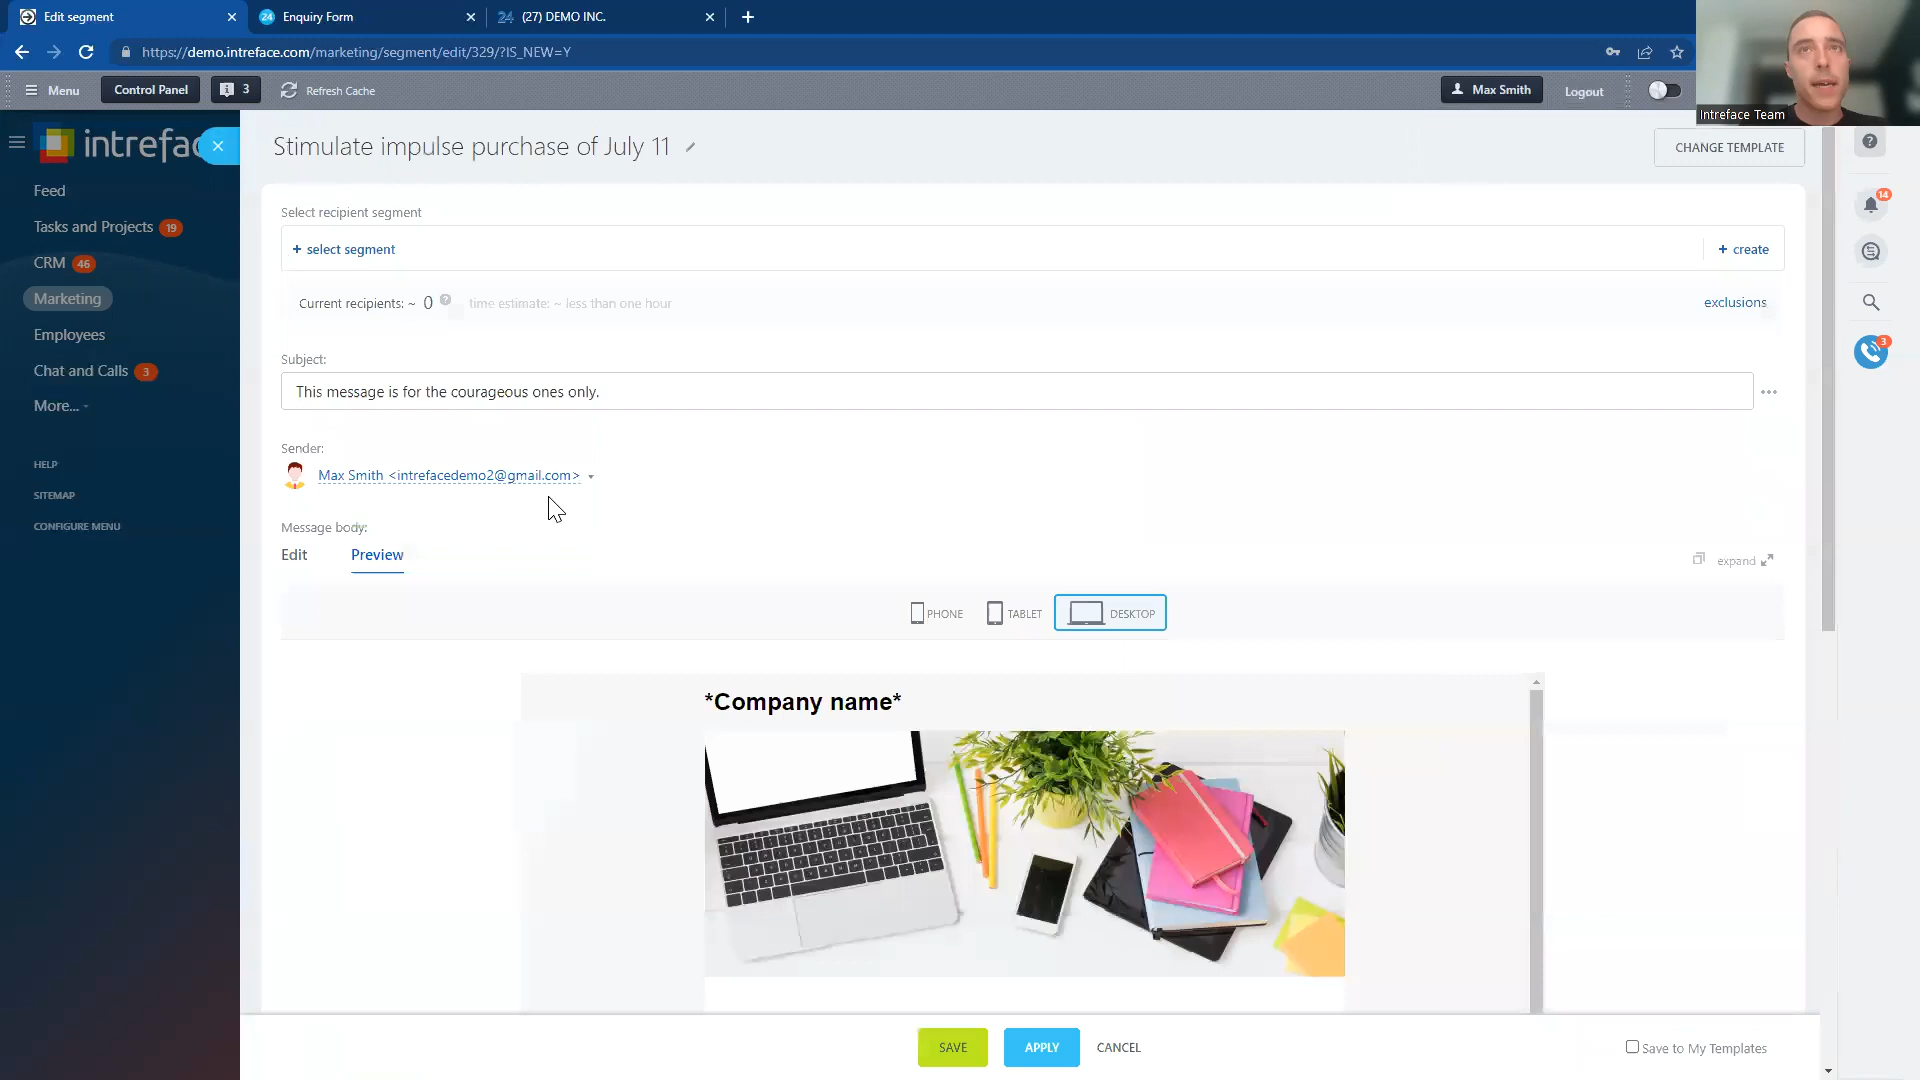 Edit segment
24 Enquiry Form
24 (27) DEMO INC.
https://demo.intreface.com/marketing/segment/edit/329/?IS_NEW=Y
Menu
Control Panel
3
Refresh Cache
Max Smith
Logout
Intreface Team
intrefac
Feed
Tasks and Projects 19
CRM 46
Marketing
Employees
Chat and Calls 3
More...
HELP
SITEMAP
CONFIGURE MENU
Stimulate impulse purchase of July 11
CHANGE TEMPLATE
Select recipient segment
+ select segment
+ create
Current recipients: ~ 0 ?
time estimate: ~ less than one hour
exclusions
Subject:
This message is for the courageous ones only.
Sender:
Max Smith <intrefacedemo2@gmail.com>
Message body:
Edit
Preview
expand
PHONE
TABLET
DESKTOP
*Company name*
SAVE
APPLY
CANCEL
Save to My Templates
?
14
3